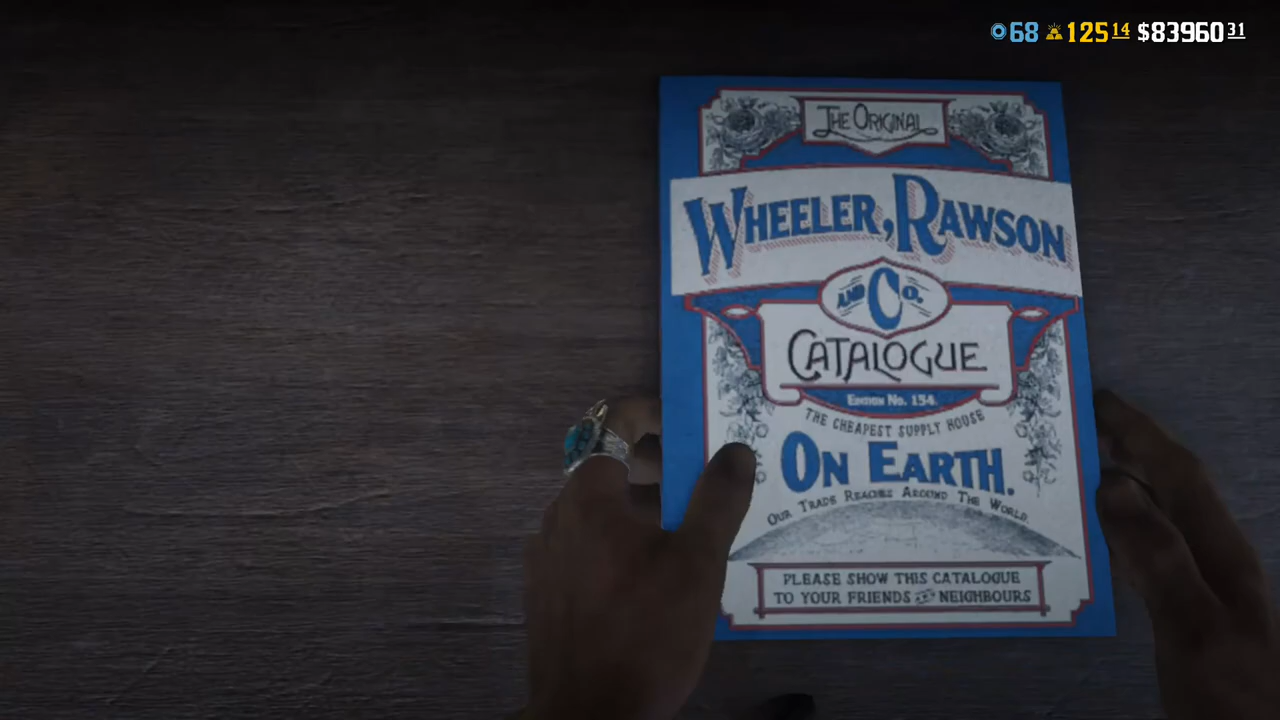 68 125 14 $83960 31
THE ORIGINAL
WHEELER, RAWSON
AND CO.
CATALOGUE
EDITION No. 154.
THE CHEAPEST SUPPLY HOUSE
ON EARTH.
OUR TRADE REACHES AROUND THE WORLD.
PLEASE SHOW THIS CATALOGUE
TO YOUR FRIENDS AND NEIGHBOURS